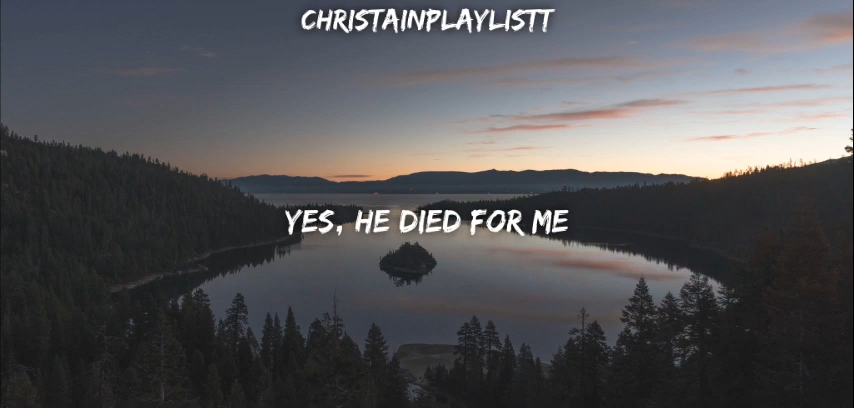 CHRISTAINPLAYLISTT
YES, HE DIED FOR ME